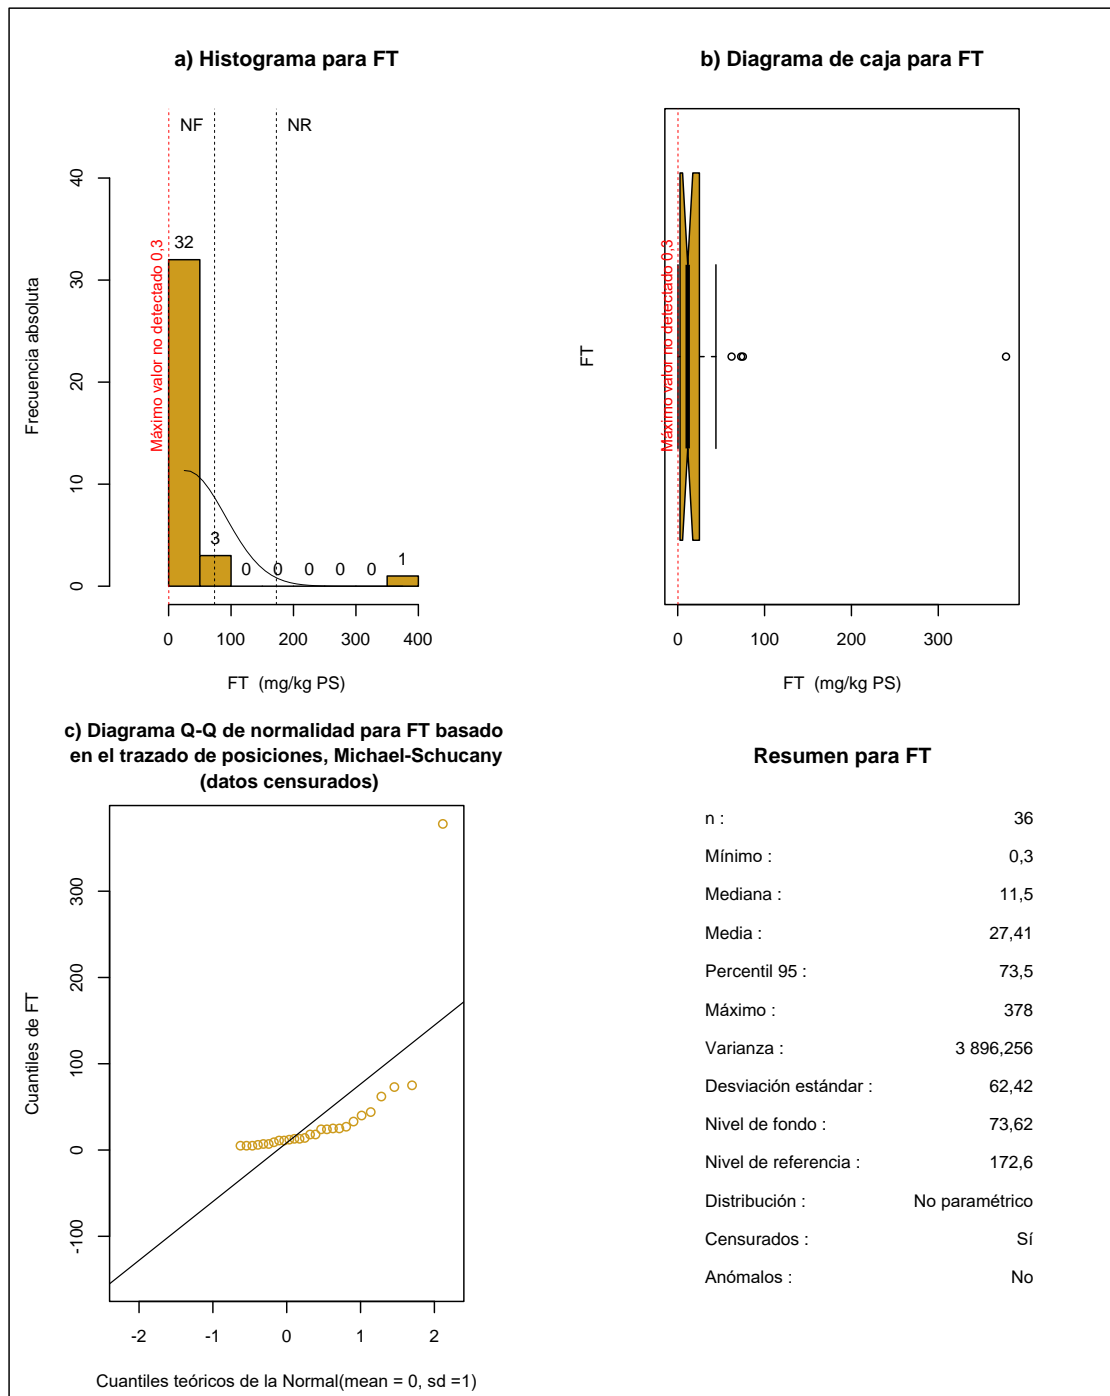 a) Histograma para FT
NF
NR
Máximo valor no detectado 0,3
32
3
0
0
0
0
0
1
Frecuencia absoluta
40
30
20
10
0
0
100
200
300
400
FT (mg/kg PS)
b) Diagrama de caja para FT
Máximo valor no detectado 0,3
FT
0
100
200
300
FT (mg/kg PS)
c) Diagrama Q-Q de normalidad para FT basado
en el trazado de posiciones, Michael-Schucany
(datos censurados)
Cuantiles de FT
300
200
100
0
-100
-2
-1
0
1
2
Cuantiles teóricos de la Normal(mean = 0, sd =1)
Resumen para FT
n : 36
Mínimo : 0,3
Mediana : 11,5
Media : 27,41
Percentil 95 : 73,5
Máximo : 378
Varianza : 3 896,256
Desviación estándar : 62,42
Nivel de fondo : 73,62
Nivel de referencia : 172,6
Distribución : No paramétrico
Censurados : Sí
Anómalos : No